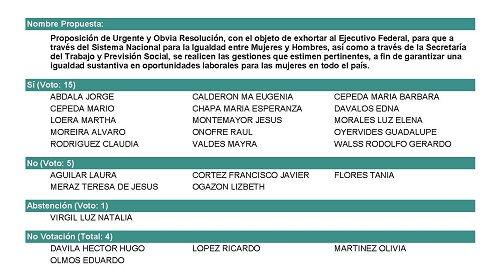 Nombre Propuesta:
Proposición de Urgente y Obvia Resolución, con el objeto de exhortar al Ejecutivo Federal, para que a
través del Sistema Nacional para la Igualdad entre Mujeres y Hombres, así como a través de la Secretaría
del Trabajo y Previsión Social, se realicen las gestiones que estimen pertinentes, a fin de garantizar una
igualdad sustantiva en oportunidades laborales para las mujeres en todo el país.
Sí (Voto: 15)
ABDALA JORGE CALDERON MA EUGENIA CEPEDA MARIA BARBARA
CEPEDA MARIO CHAPA MARIA ESPERANZA DAVALOS EDNA
LOERA MARTHA MONTEMAYOR JESUS MORALES LUZ ELENA
MOREIRA ALVARO ONOFRE RAUL OYERVIDES GUADALUPE
RODRIGUEZ CLAUDIA VALDES MAYRA WALSS RODOLFO GERARDO
No (Voto: 5)
AGUILAR LAURA CORTEZ FRANCISCO JAVIER FLORES TANIA
MERAZ TERESA DE JESUS OGAZON LIZBETH
Abstención (Voto: 1)
VIRGIL LUZ NATALIA
No Votación (Total: 4)
DAVILA HECTOR HUGO LOPEZ RICARDO MARTINEZ OLIVIA
OLMOS EDUARDO